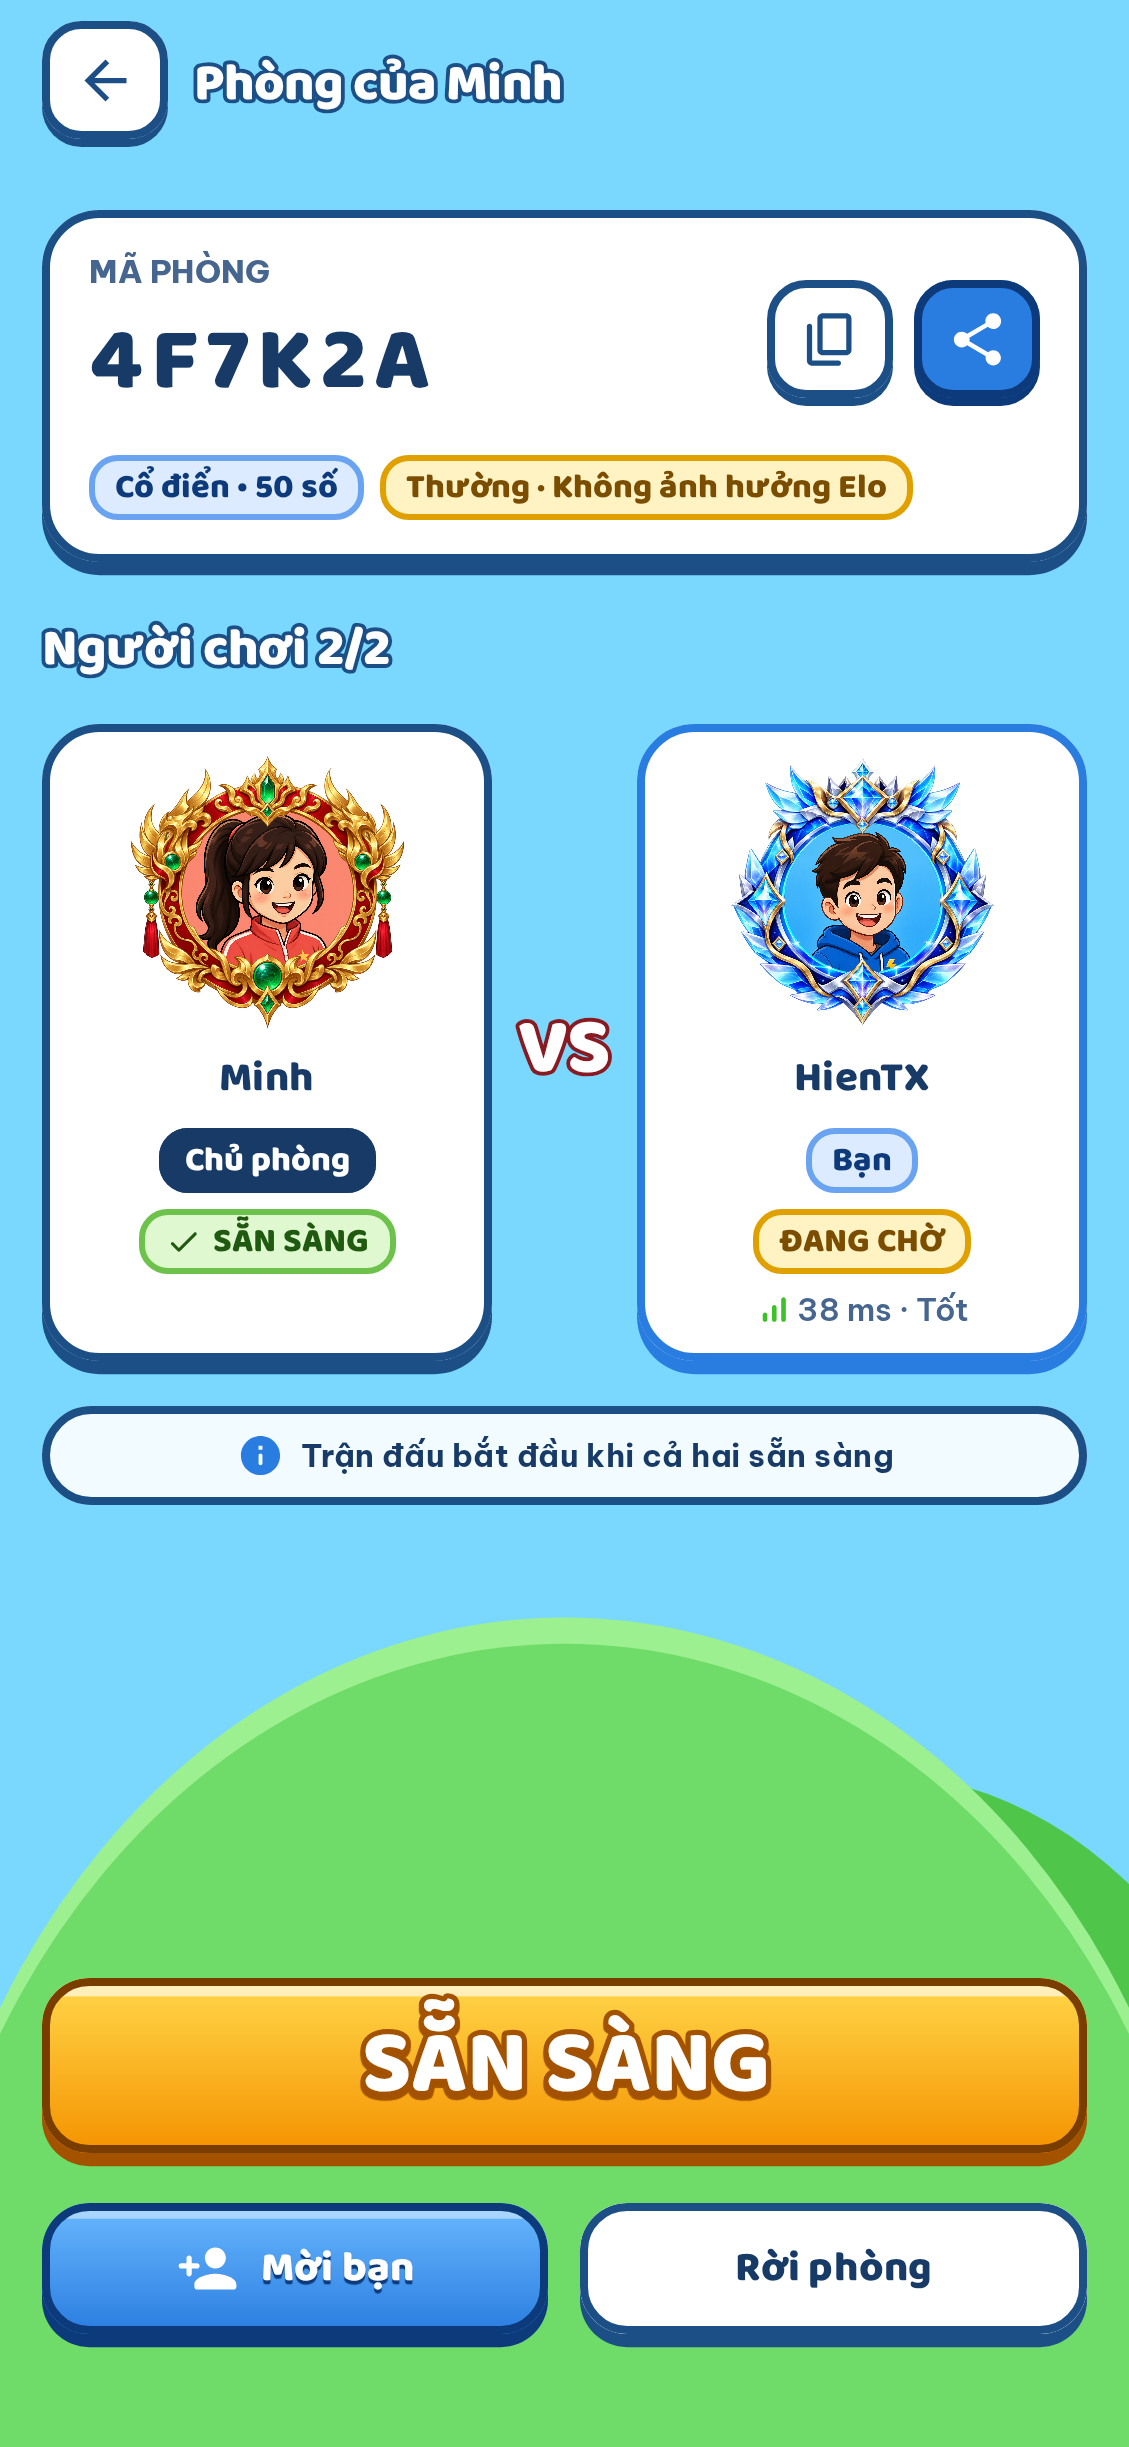 Phòng của Minh
MÃ PHÒNG
4F7K2A
Cổ điển • 50 số
Thường · Không ảnh hưởng Elo
Người chơi 2/2
Minh
Chủ phòng
SẴN SÀNG
VS
HienTX
Bạn
ĐANG CHỜ
38 ms · Tốt
Trận đấu bắt đầu khi cả hai sẵn sàng
SẴN SÀNG
Mời bạn
Rời phòng